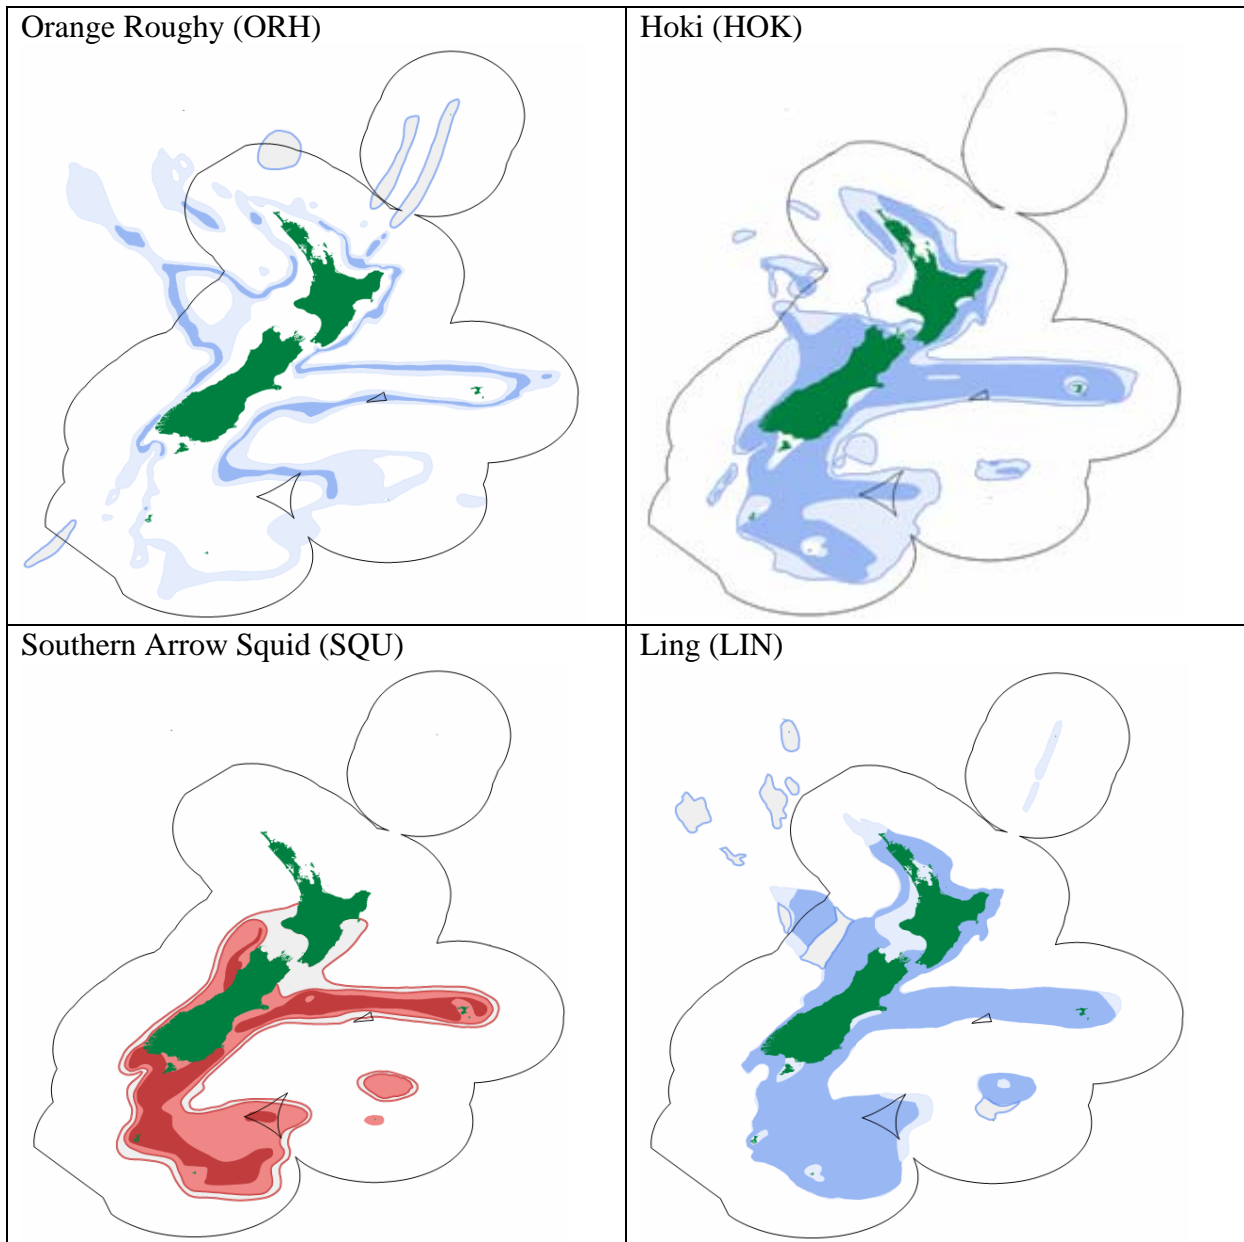 Orange Roughy (ORH)
Hoki (HOK)
Southern Arrow Squid (SQU)
Ling (LIN)